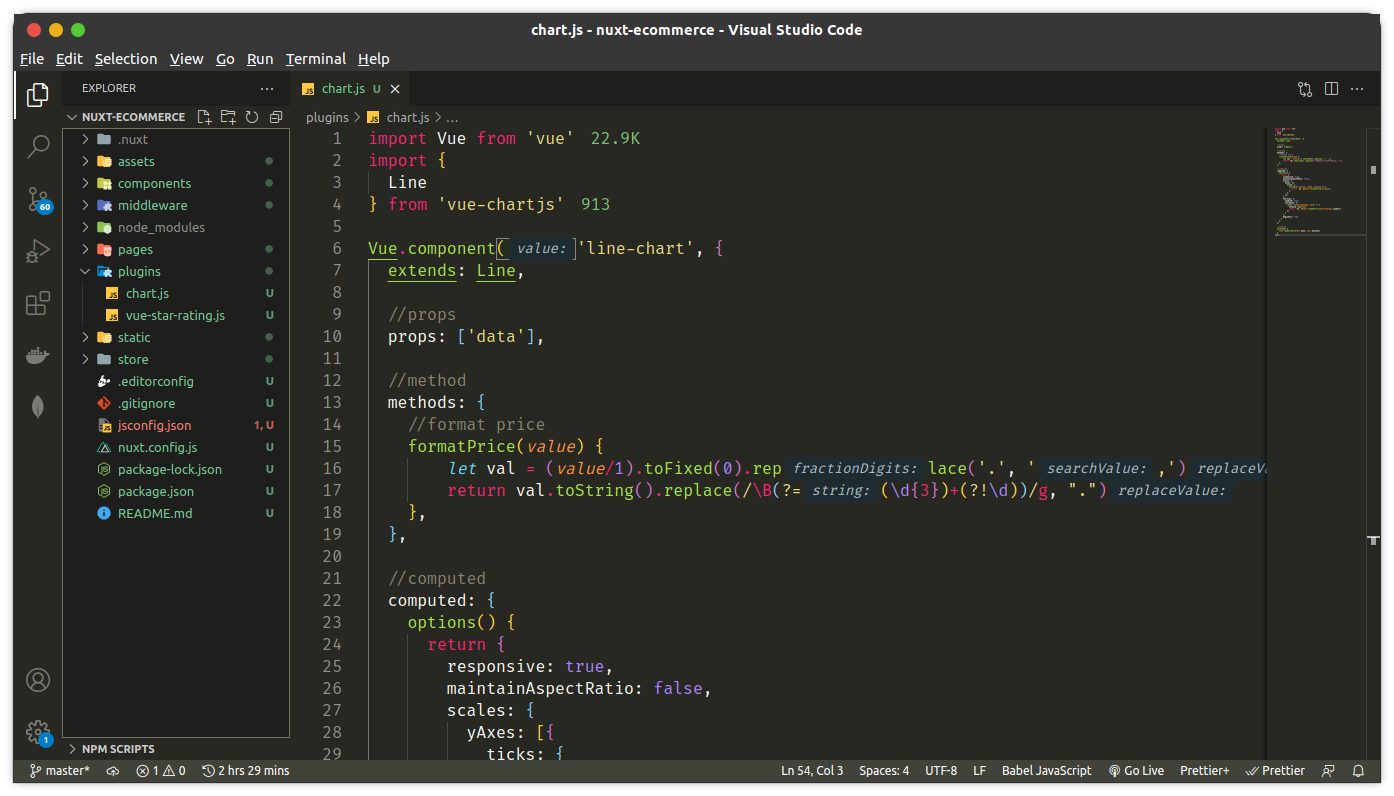 chart.js - nuxt-ecommerce - Visual Studio Code
File Edit Selection View Go Run Terminal Help
EXPLORER
NUXT-ECOMMERCE
.nuxt
assets
components
middleware
node_modules
pages
plugins
chart.js U
vue-star-rating.js U
static
store
.editorconfig U
.gitignore U
jsconfig.json 1, U
nuxt.config.js U
package-lock.json U
package.json U
README.md U
NPM SCRIPTS
60
1
chart.js U
plugins > chart.js > ...
1 import Vue from 'vue' 22.9K
2 import {
3 Line
4 } from 'vue-chartjs' 913
5
6 Vue.component( value: 'line-chart', {
7 extends: Line,
8
9 //props
10 props: ['data'],
11
12 //method
13 methods: {
14 //format price
15 formatPrice(value) {
16 let val = (value/1).toFixed(0).rep fractionDigits: lace('.', ' searchValue: ,') replaceVa
17 return val.toString().replace(/\B(?= string: (\d{3})+(?!\d))/g, ".") replaceValue:
18 },
19 },
20
21 //computed
22 computed: {
23 options() {
24 return {
25 responsive: true,
26 maintainAspectRatio: false,
27 scales: {
28 yAxes: [{
29 ticks: {
master* 1 0 2 hrs 29 mins Ln 54, Col 3 Spaces: 4 UTF-8 LF Babel JavaScript Go Live Prettier+ Prettier